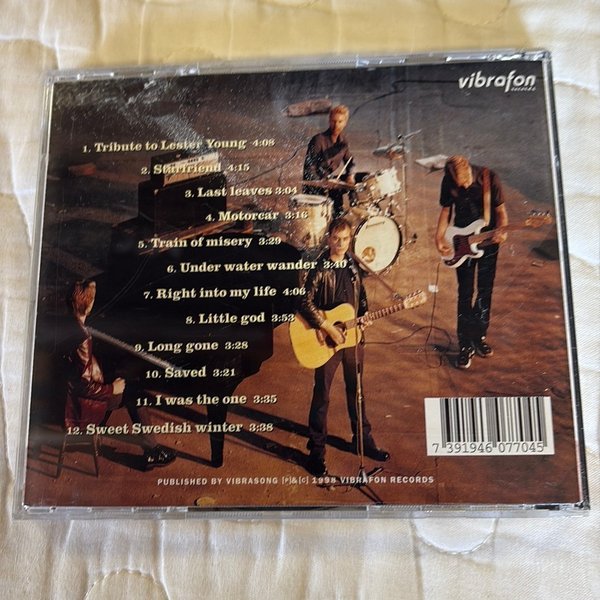 vibrafon
records
1. Tribute to Lester Young 4:08
2. Starfriend 4:15
3. Last leaves 3:04
4. Motorcar 3:16
5. Train of misery 3:29
6. Under water wander 3:40
7. Right into my life 4:06
8. Little god 3:53
9. Long gone 3:28
10. Saved 3:21
11. I was the one 3:35
12. Sweet Swedish winter 3:38
7 391946 077045
PUBLISHED BY VIBRASONG [P]&[C] 1998 VIBRAFON RECORDS